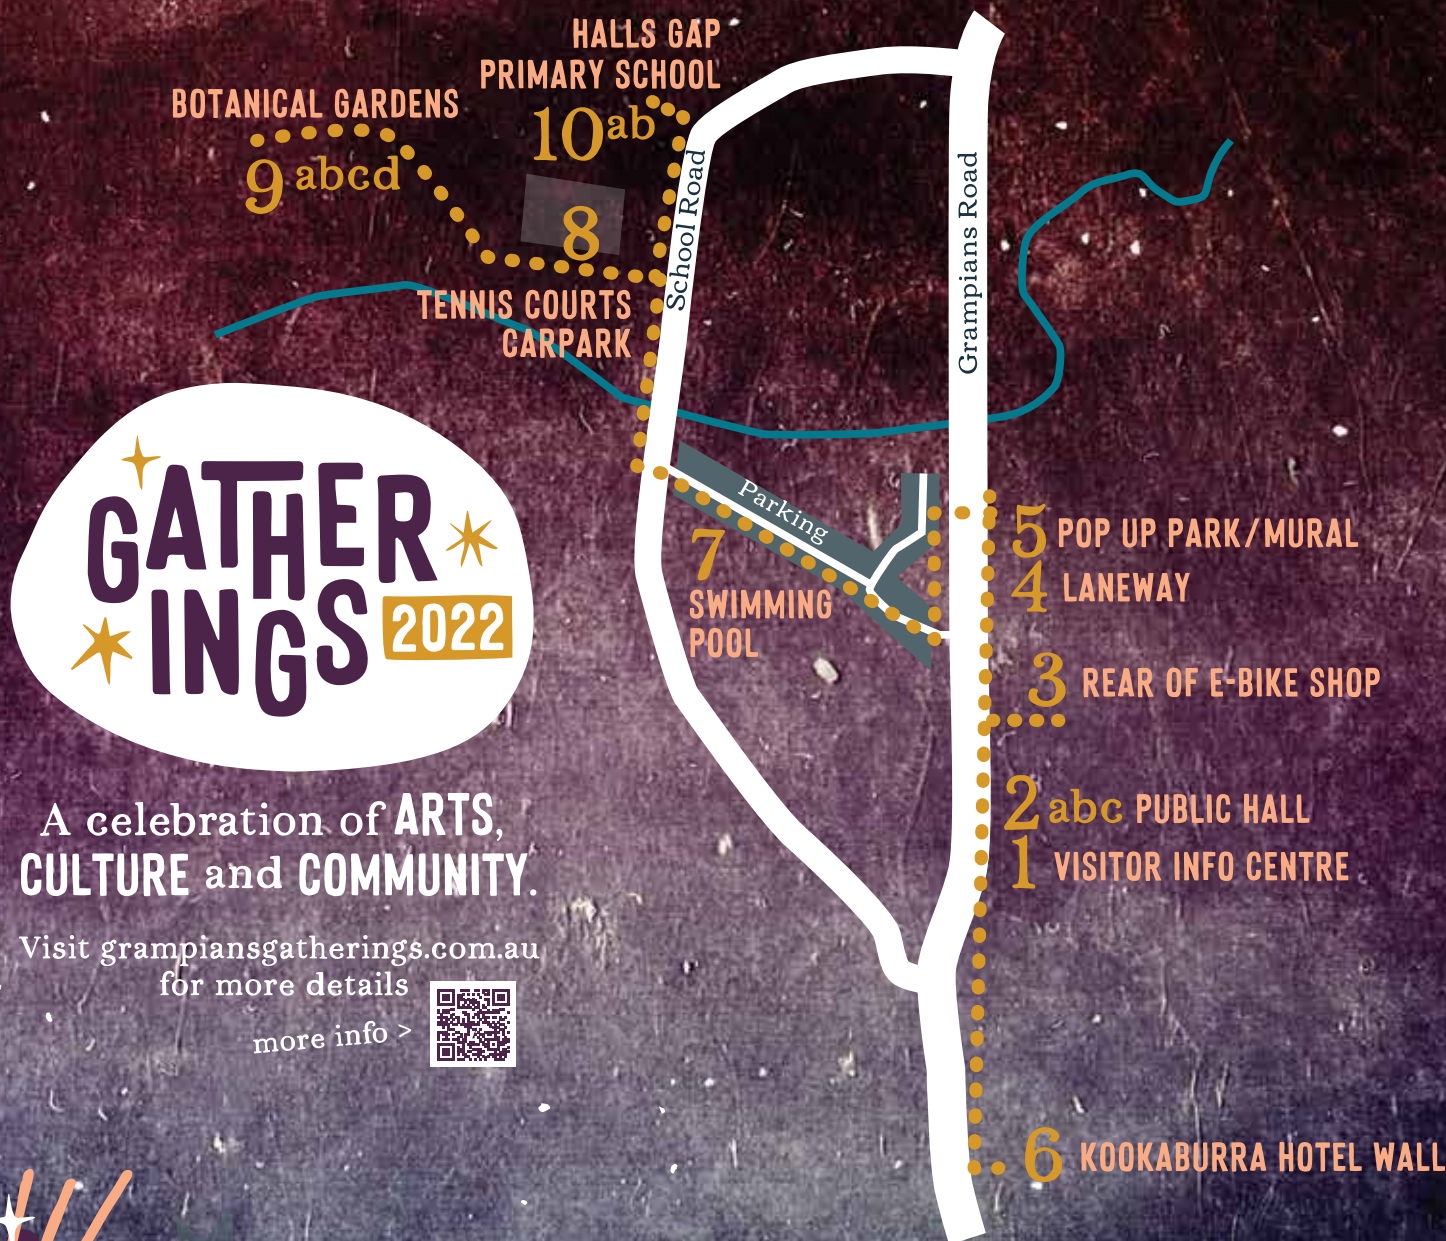 HALLS GAP
PRIMARY SCHOOL
10ab
BOTANICAL GARDENS
9 abcd
8
TENNIS COURTS
CARPARK
School Road
Grampians Road
Parking
7
SWIMMING
POOL
5 POP UP PARK/MURAL
4 LANEWAY
3 REAR OF E-BIKE SHOP
2 abc PUBLIC HALL
1 VISITOR INFO CENTRE
6 KOOKABURRA HOTEL WALL
GATHER
INGS
2022
A celebration of ARTS,
CULTURE and COMMUNITY.
Visit grampiansgatherings.com.au
for more details
more info >